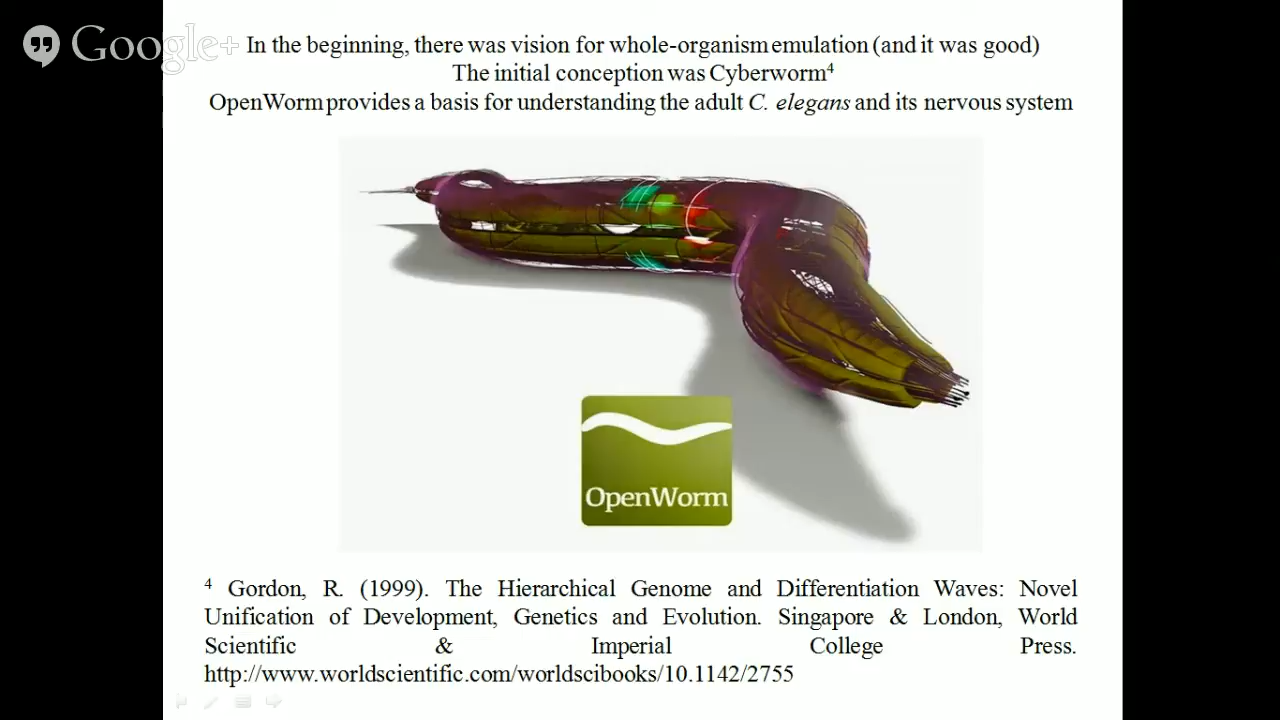 Google+
In the beginning, there was vision for whole-organism emulation (and it was good)
The initial conception was Cyberworm⁴
OpenWorm provides a basis for understanding the adult C. elegans and its nervous system
OpenWorm
⁴ Gordon, R. (1999). The Hierarchical Genome and Differentiation Waves: Novel
Unification of Development, Genetics and Evolution. Singapore & London, World
Scientific & Imperial College Press.
http://www.worldscientific.com/worldscibooks/10.1142/2755